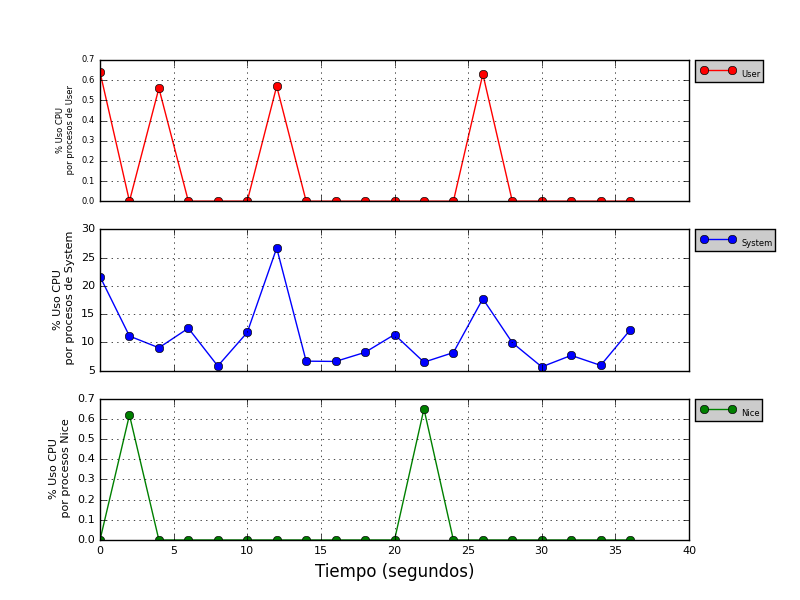 0.7
0.6
0.5
0.4
0.3
0.2
0.1
0.0
% Uso CPU
por procesos de User
User
30
25
20
15
10
5
% Uso CPU
por procesos de System
System
0.7
0.6
0.5
0.4
0.3
0.2
0.1
0.0
% Uso CPU
por procesos Nice
Nice
0 5 10 15 20 25 30 35 40
Tiempo (segundos)